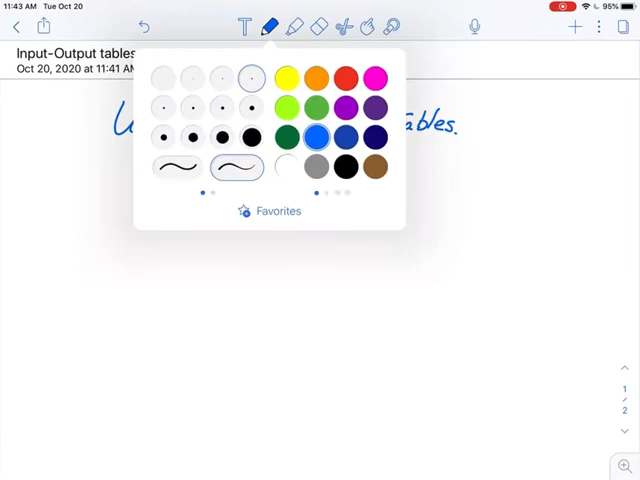 11:43 AM Tue Oct 20
95%
T
Input-Output tables
Oct 20, 2020 at 11:41 AM
ables.
Favorites
1
/
2